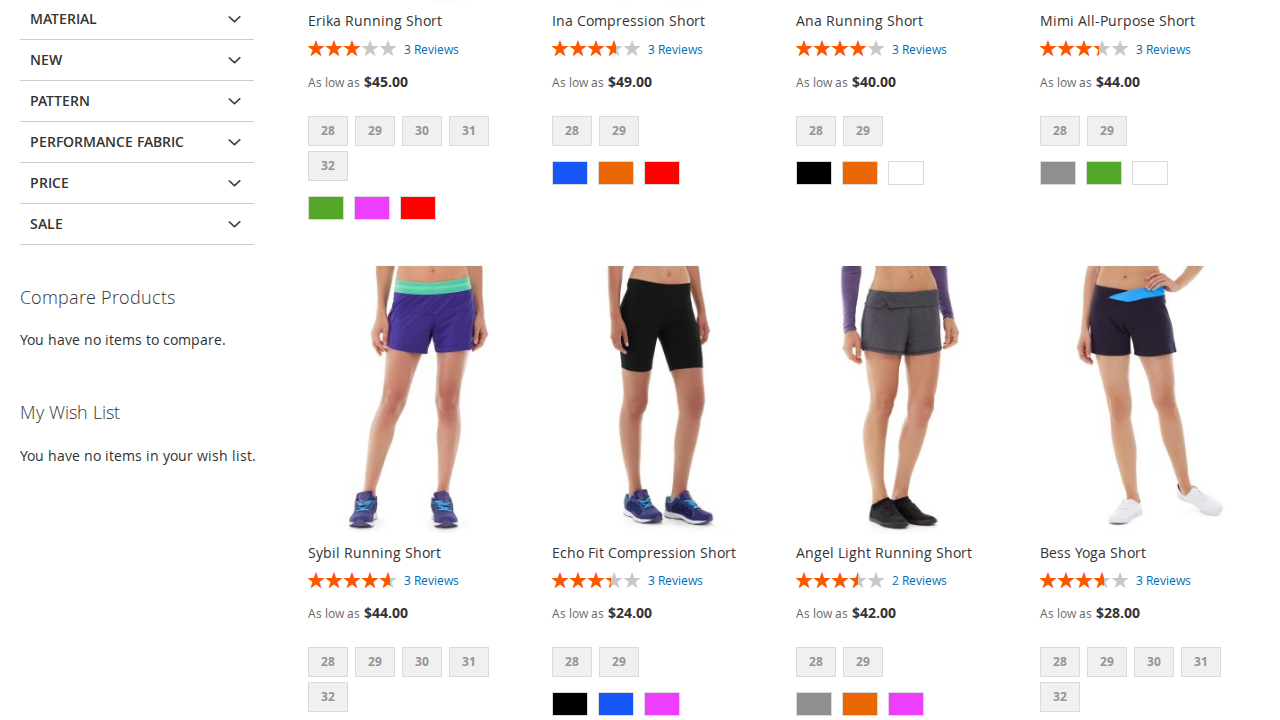 MATERIAL
NEW
PATTERN
PERFORMANCE FABRIC
PRICE
SALE
Compare Products
You have no items to compare.
My Wish List
You have no items in your wish list.
Erika Running Short
3 Reviews
As low as $45.00
28 29 30 31
32
Ina Compression Short
3 Reviews
As low as $49.00
28 29
Ana Running Short
3 Reviews
As low as $40.00
28 29
Mimi All-Purpose Short
3 Reviews
As low as $44.00
28 29
Sybil Running Short
3 Reviews
As low as $44.00
28 29 30 31
32
Echo Fit Compression Short
3 Reviews
As low as $24.00
28 29
Angel Light Running Short
2 Reviews
As low as $42.00
28 29
Bess Yoga Short
3 Reviews
As low as $28.00
28 29 30 31
32